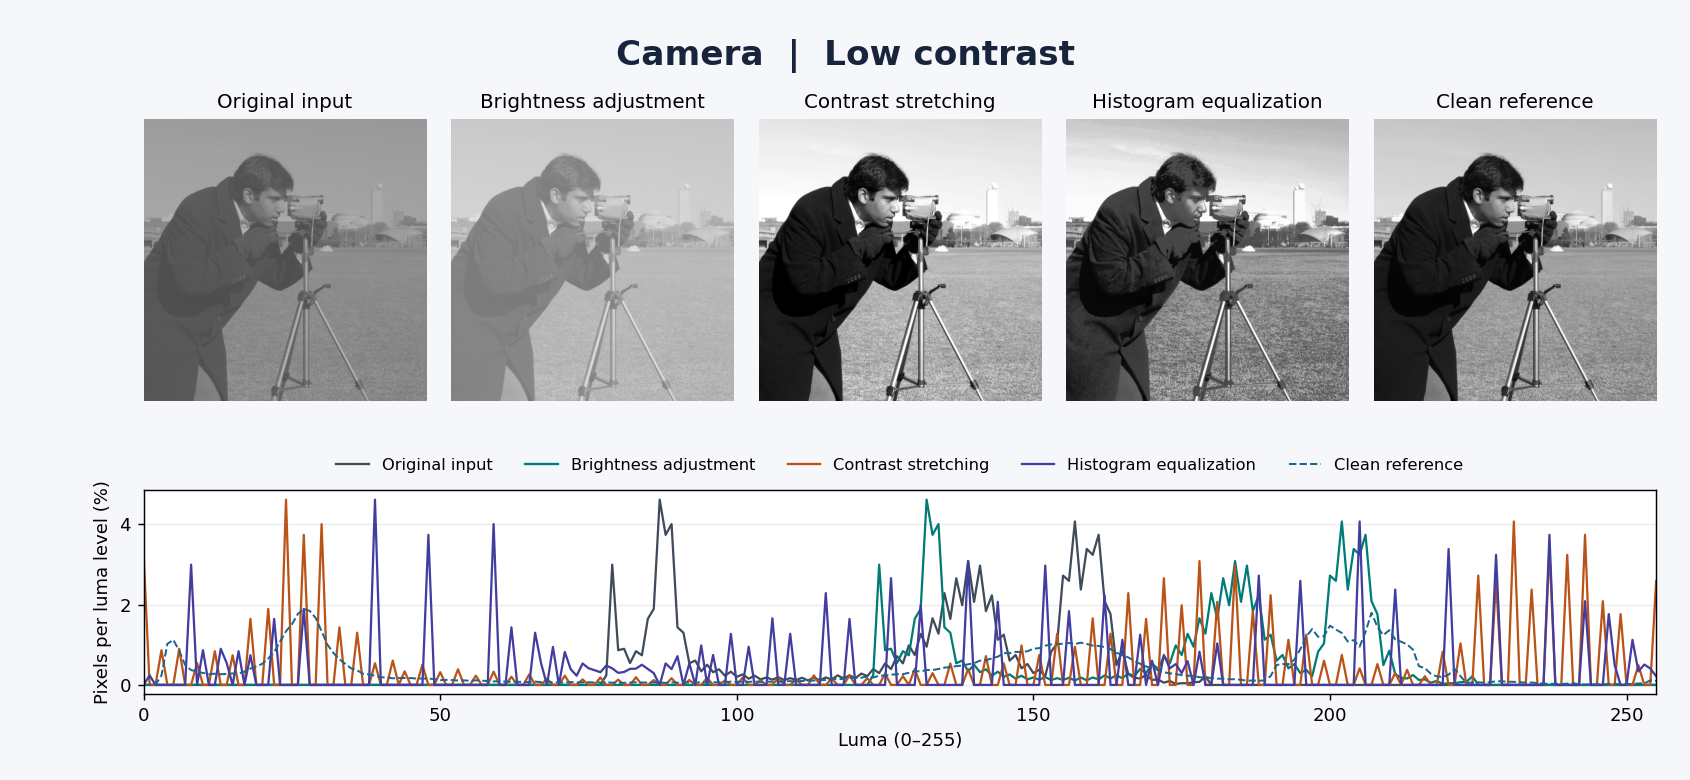 Camera | Low contrast
Original input
Brightness adjustment
Contrast stretching
Histogram equalization
Clean reference
Original input
Brightness adjustment
Contrast stretching
Histogram equalization
Clean reference
Pixels per luma level (%)
4
2
0
0
50
100
150
200
250
Luma (0–255)